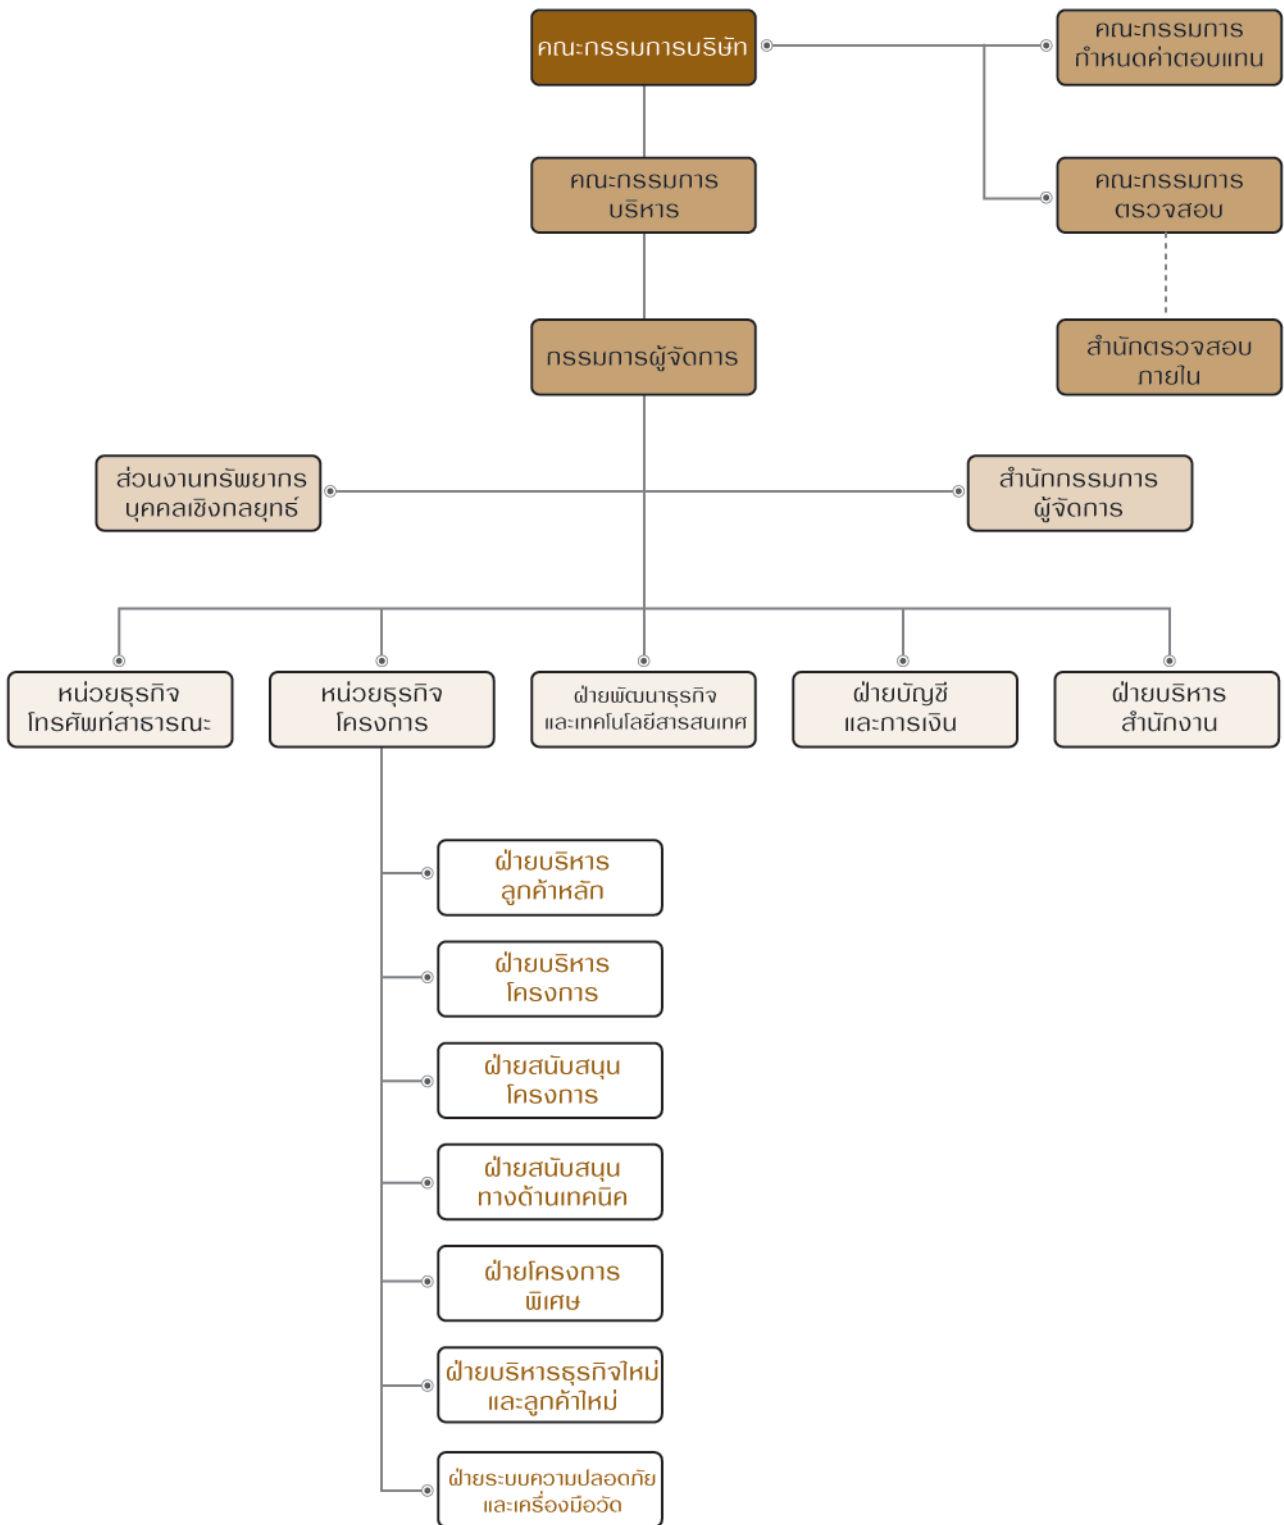 คณะกรรมการบริษัท
คณะกรรมการ
กำหนดค่าตอบแทน
คณะกรรมการ
บริหาร
คณะกรรมการ
ตรวจสอบ
กรรมการผู้จัดการ
สำนักตรวจสอบ
ภายใน
ส่วนงานทรัพยากร
บุคคลเชิงกลยุทธ์
สำนักกรรมการ
ผู้จัดการ
หน่วยธุรกิจ
โทรศัพท์สาธารณะ
หน่วยธุรกิจ
โครงการ
ฝ่ายพัฒนาธุรกิจ
และเทคโนโลยีสารสนเทศ
ฝ่ายบัญชี
และการเงิน
ฝ่ายบริหาร
สำนักงาน
ฝ่ายบริหาร
ลูกค้าหลัก
ฝ่ายบริหาร
โครงการ
ฝ่ายสนับสนุน
โครงการ
ฝ่ายสนับสนุน
ทางด้านเทคนิค
ฝ่ายโครงการ
พิเศษ
ฝ่ายบริหารธุรกิจใหม่
และลูกค้าใหม่
ฝ่ายระบบความปลอดภัย
และเครื่องมือวัด